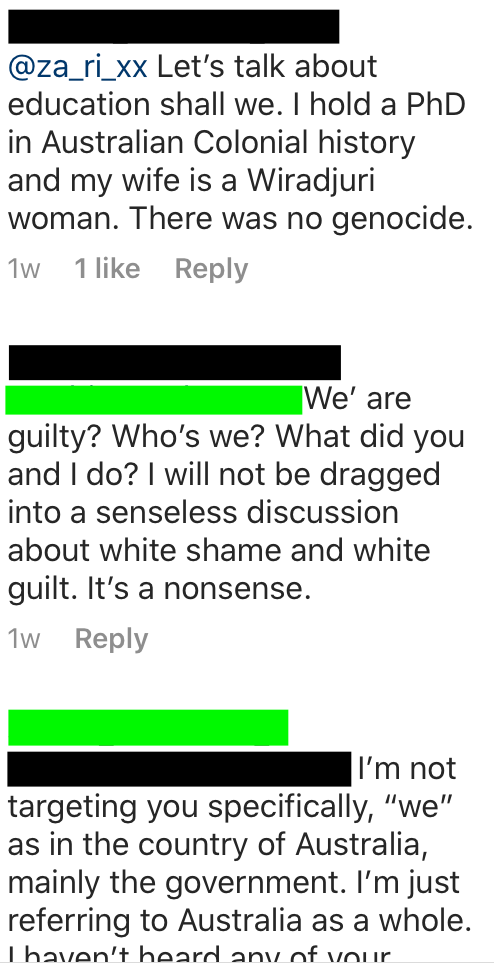 @za_ri_xx Let’s talk about
education shall we. I hold a PhD
in Australian Colonial history
and my wife is a Wiradjuri
woman. There was no genocide.
1w 1 like Reply
We’ are
guilty? Who’s we? What did you
and I do? I will not be dragged
into a senseless discussion
about white shame and white
guilt. It’s a nonsense.
1w Reply
I’m not
targeting you specifically, “we”
as in the country of Australia,
mainly the government. I’m just
referring to Australia as a whole.
I haven’t heard any of your